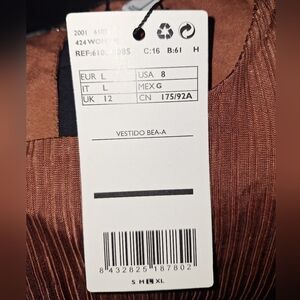 2001
424 WOMAN
C:16 B:61 H
EUR L USA 8
IT L MEX G
UK 12 CN 175/92A
VESTIDO BEA-A
8 432825 187802
S M L XL